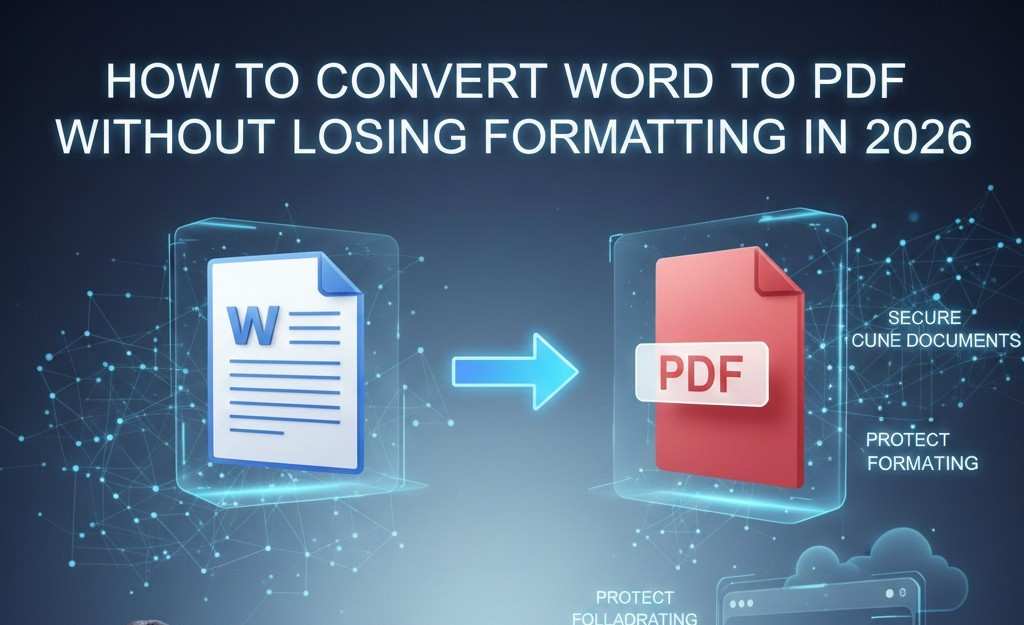 HOW TO CONVERT WORD TO PDF
WITHOUT LOSING FORMATTING IN 2026
W
PDF
SECURE
CUNE DOCUMENTS
PROTECT
FORMATING
PROTECT
FOLLADRATING